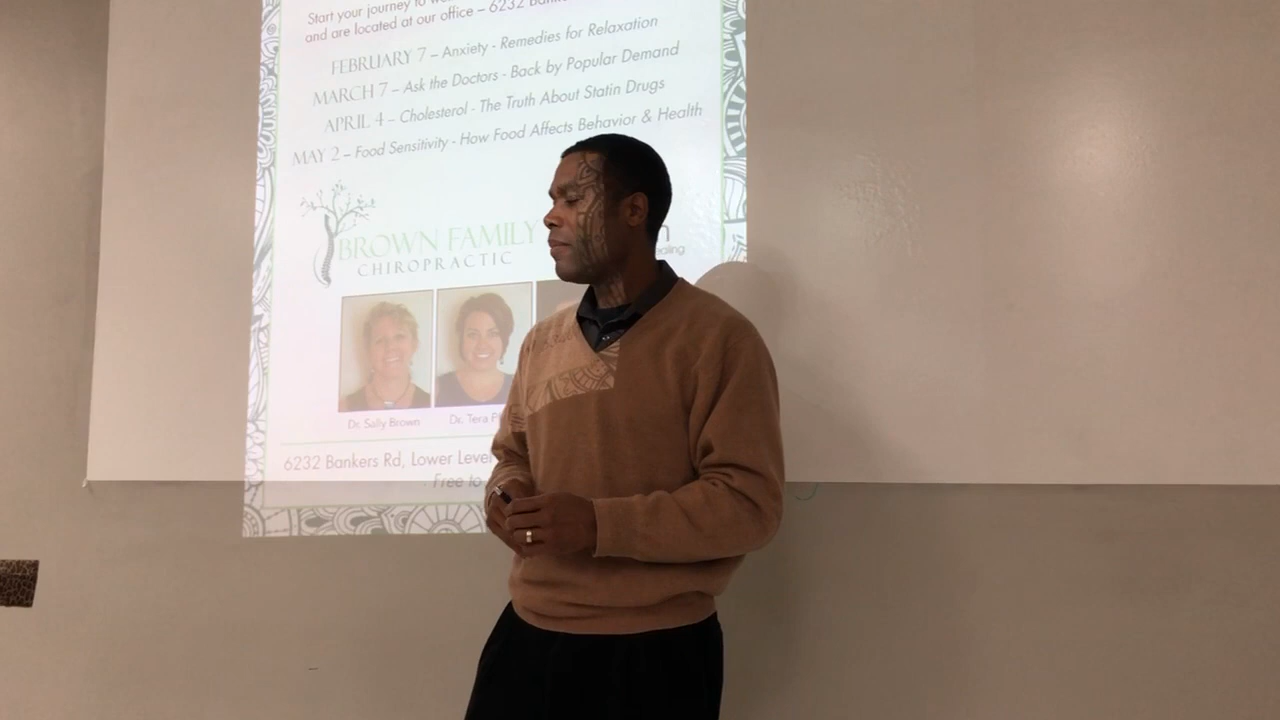 Start your journey to
and are located at our office – 6232
FEBRUARY 7 – Anxiety - Remedies for Relaxation
MARCH 7 – Ask the Doctors - Back by Popular Demand
APRIL 4 – Cholesterol - The Truth About Statin Drugs
MAY 2 – Food Sensitivity - How Food Affects Behavior & Health
BROWN FAMILY
CHIROPRACTIC
Dr. Sally Brown
Dr. Tera
6232 Bankers Rd, Lower Level
Free to